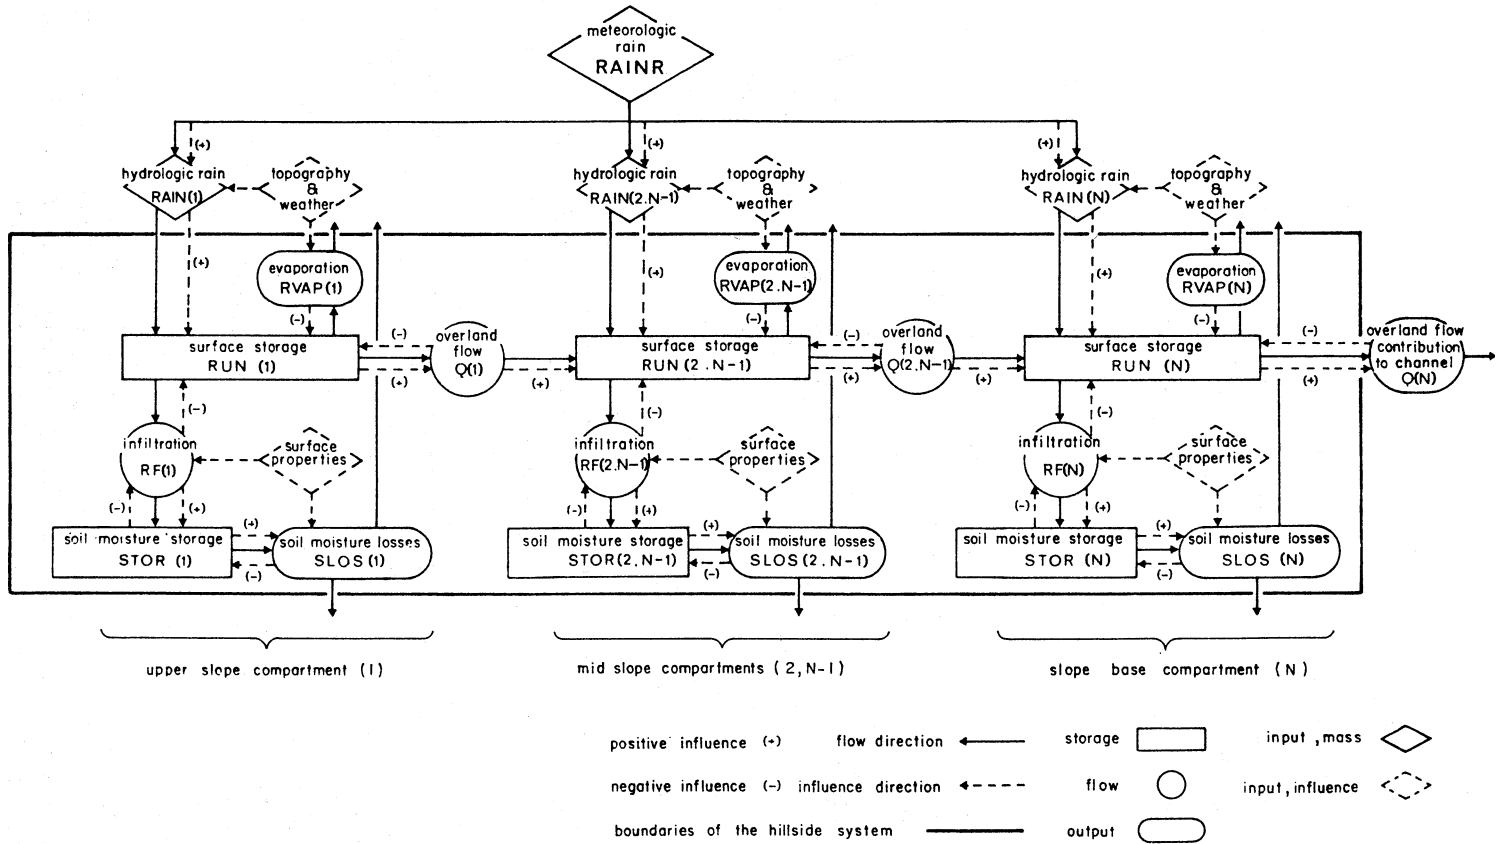 meteorologic
rain
RAINR
(+)
(+)
(+)
hydrologic rain
RAIN(1)
topography
&
weather
hydrologic rain
RAIN(2.N-1)
topography
&
weather
hydrologic rain
RAIN(N)
topography
&
weather
(+)
evaporation
RVAP(1)
(-)
(+)
evaporation
RVAP(2.N-1)
(-)
(+)
evaporation
RVAP(N)
(-)
surface storage
RUN (1)
(-)
(+)
overland
flow
Q(1)
(+)
surface storage
RUN (2.N-1)
(-)
(+)
overland
flow
Q(2.N-1)
(+)
surface storage
RUN (N)
(-)
(+)
overland flow
contribution
to channel
Q(N)
(-)
infiltration
RF(1)
surface
properties
(-)
infiltration
RF(2.N-1)
surface
properties
(-)
infiltration
RF(N)
surface
properties
(-)
(+)
(-)
(+)
(-)
(+)
soil moisture storage
STOR (1)
(+)
(-)
soil moisture losses
SLOS(1)
soil moisture storage
STOR(2.N-1)
(+)
(-)
soil moisture losses
SLOS(2.N-1)
soil moisture storage
STOR (N)
(+)
(-)
soil moisture losses
SLOS (N)
upper slope compartment (1)
mid slope compartments (2,N-1)
slope base compartment (N)
positive influence (+)
flow direction
storage
input, mass
negative influence (-)
influence direction
flow
input, influence
boundaries of the hillside system
output